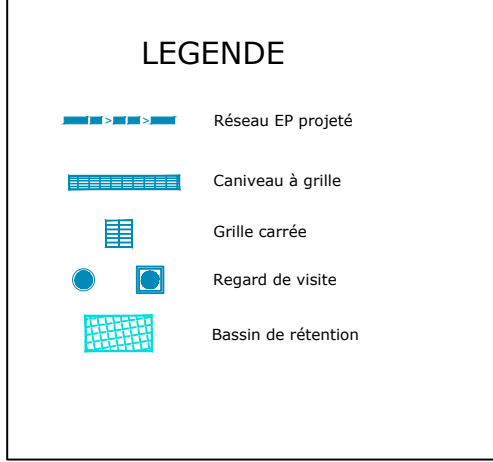 LEGENDE
Réseau EP projeté
Caniveau à grille
Grille carrée
Regard de visite
Bassin de rétention